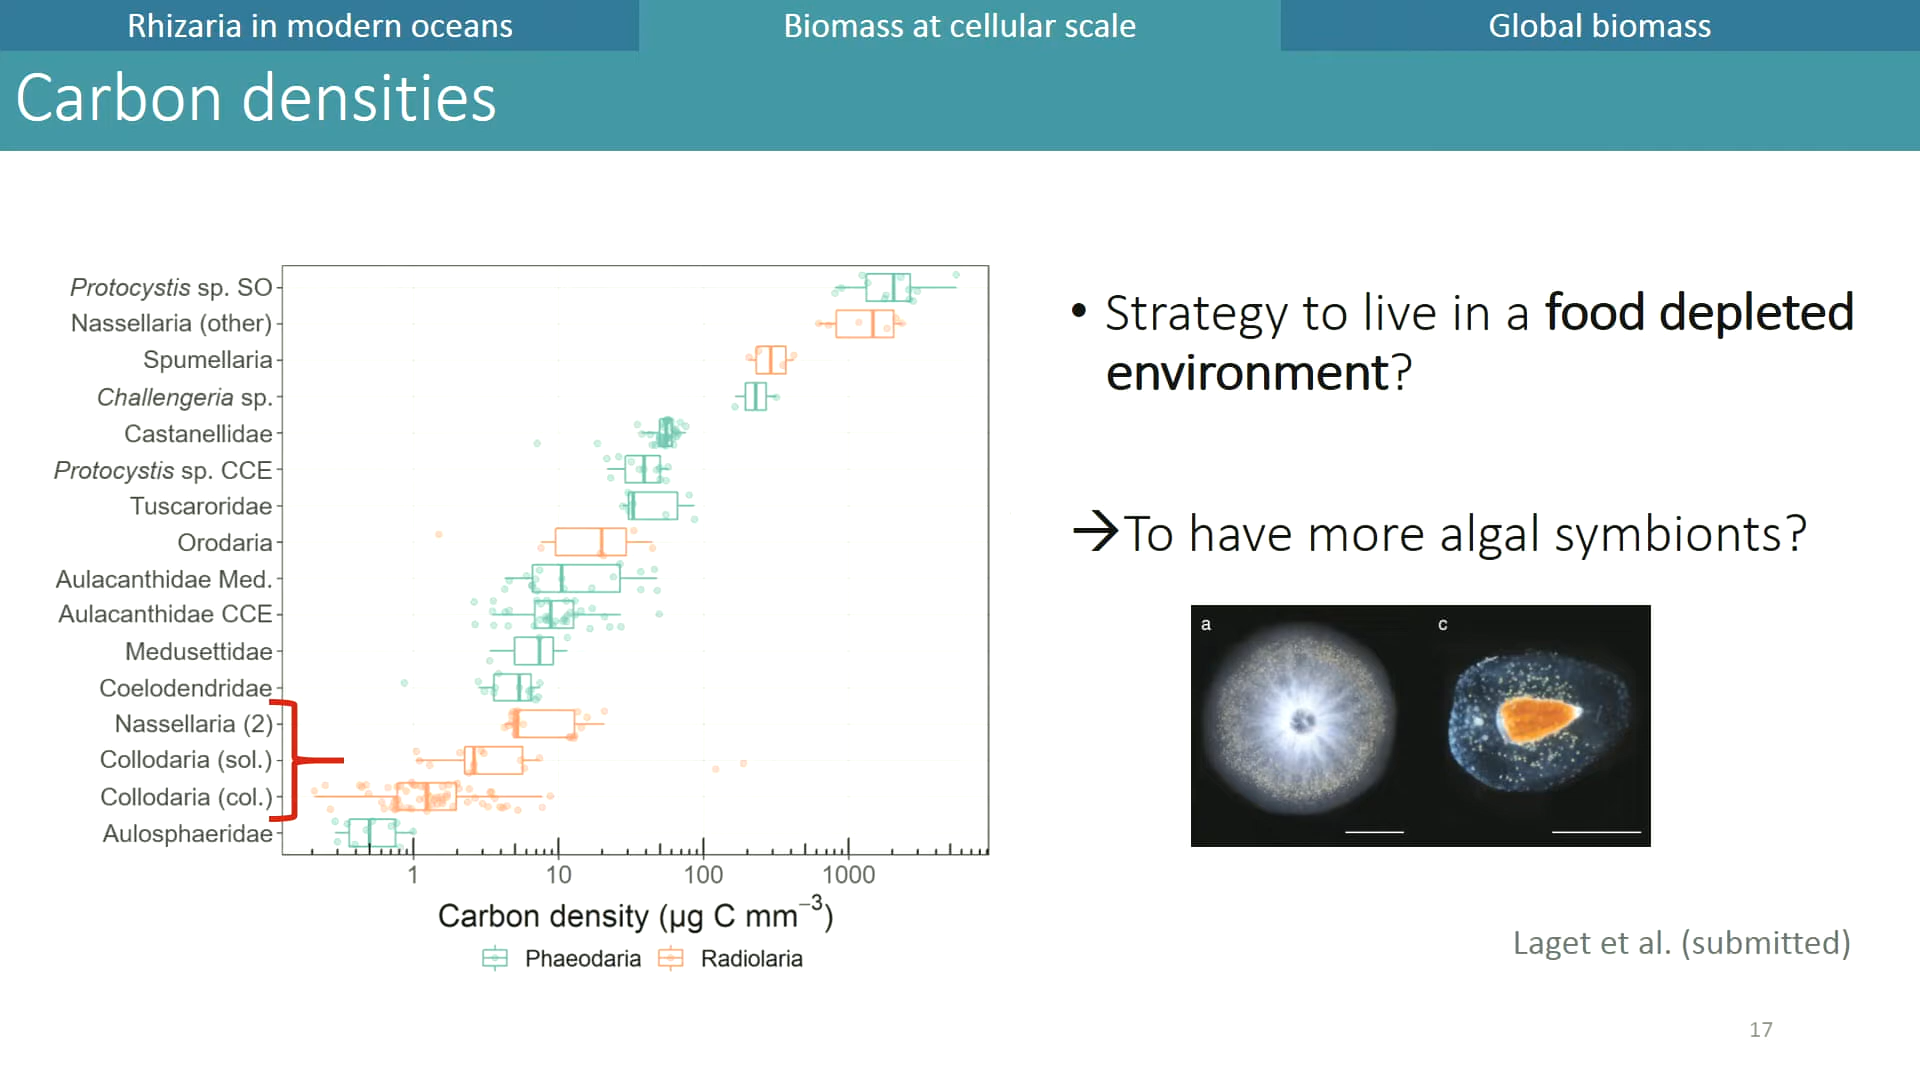 Rhizaria in modern oceans
Biomass at cellular scale
Global biomass
Carbon densities
Protocystis sp. SO
Nassellaria (other)
Spumellaria
Challengeria sp.
Castanellidae
Protocystis sp. CCE
Tuscaroridae
Orodaria
Aulacanthidae Med.
Aulacanthidae CCE
Medusettidae
Coelodendridae
Nassellaria (2)
Collodaria (sol.)
Collodaria (col.)
Aulosphaeridae
1 10 100 1000
Carbon density (µg C mm⁻³)
Phaeodaria Radiolaria
• Strategy to live in a food depleted
environment?
→To have more algal symbionts?
a c
Laget et al. (submitted)
17